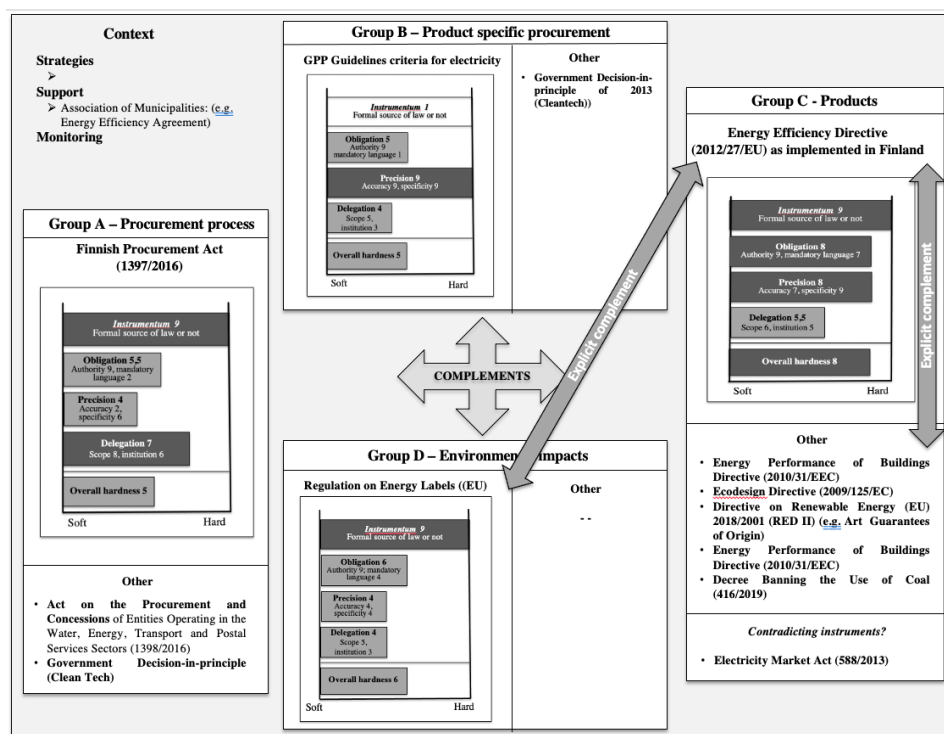 Context
Strategies
➢
Support
➢ Association of Municipalities: (e.g.
Energy Efficiency Agreement)
Monitoring
Group A – Procurement process
Finnish Procurement Act
(1397/2016)
Instrumentum 9
Formal source of law or not
Obligation 5,5
Authority 9, mandatory
language 2
Precision 4
Accuracy 2,
specificity 6
Delegation 7
Scope 8, institution 6
Overall hardness 5
Soft Hard
Other
• Act on the Procurement and
Concessions of Entities Operating in the
Water, Energy, Transport and Postal
Services Sectors (1398/2016)
• Government Decision-in-principle
(Clean Tech)
Group B – Product specific procurement
GPP Guidelines criteria for electricity
Instrumentum 1
Formal source of law or not
Obligation 5
Authority 9
mandatory language 1
Precision 9
Accuracy 9, specificity 9
Delegation 4
Scope 5,
institution 3
Overall hardness 5
Soft Hard
Other
• Government Decision-in-
principle of 2013
(Cleantech))
COMPLEMENTS
Explicit complement
Group D – Environmen impacts
Regulation on Energy Labels ((EU)
Instrumentum 9
Formal source of law or not
Obligation 6
Authority 9; mandatory
language 4
Precision 4
Accuracy 4,
specificity 4
Delegation 4
Scope 5,
institution 3
Overall hardness 6
Soft Hard
Other
- -
Group C - Products
Energy Efficiency Directive
(2012/27/EU) as implemented in Finland
Instrumentum 9
Formal source of law or not
Obligation 8
Authority 9, mandatory language 7
Precision 8
Accuracy 7, specificity 9
Delegation 5,5
Scope 6, institution 5
Overall hardness 8
Soft Hard
Explicit complement
Other
• Energy Performance of Buildings
Directive (2010/31/EEC)
• Ecodesign Directive (2009/125/EC)
• Directive on Renewable Energy (EU)
2018/2001 (RED II) (e.g. Art Guarantees
of Origin)
• Energy Performance of Buildings
Directive (2010/31/EEC)
• Decree Banning the Use of Coal
(416/2019)
Contradicting instruments?
• Electricity Market Act (588/2013)